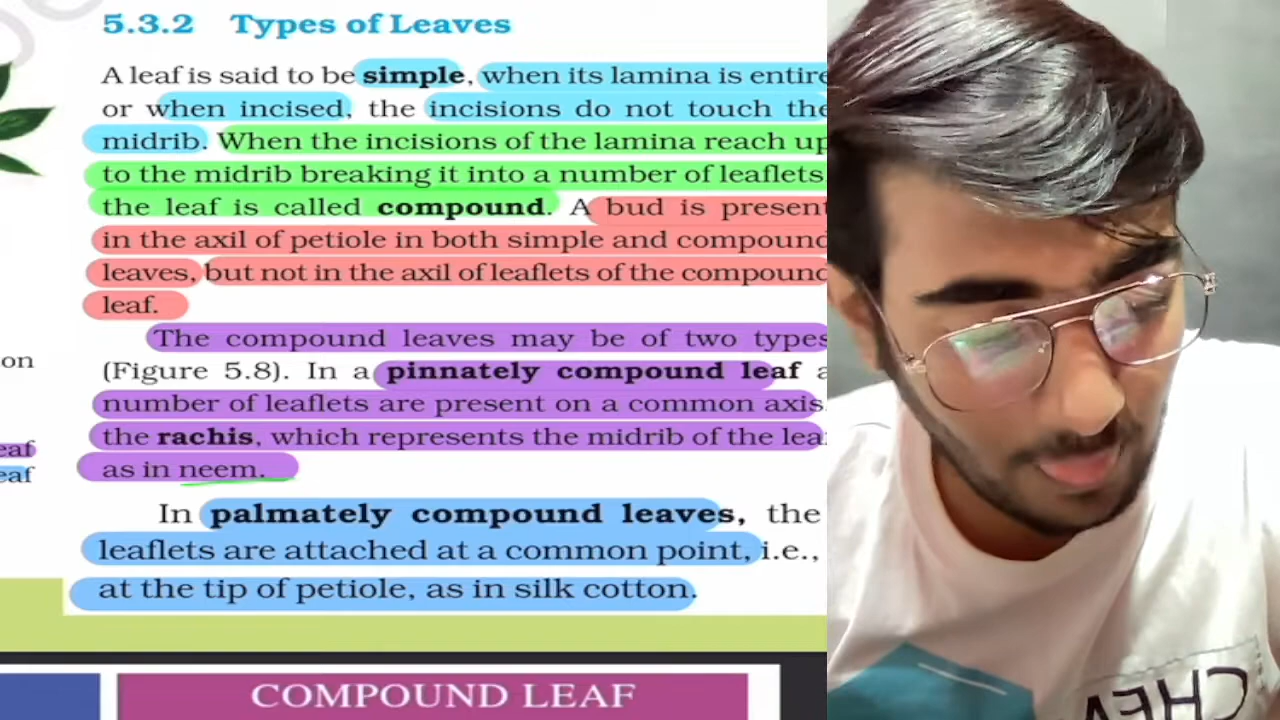 5.3.2 Types of Leaves
A leaf is said to be simple, when its lamina is entire
or when incised, the incisions do not touch the
midrib. When the incisions of the lamina reach up
to the midrib breaking it into a number of leaflets
the leaf is called compound. A bud is present
in the axil of petiole in both simple and compound
leaves, but not in the axil of leaflets of the compound
leaf.
The compound leaves may be of two types
on
(Figure 5.8). In a pinnately compound leaf a
number of leaflets are present on a common axis
eaf
the rachis, which represents the midrib of the lea
eaf
as in neem.
In palmately compound leaves, the
leaflets are attached at a common point, i.e.,
at the tip of petiole, as in silk cotton.
COMPOUND LEAF